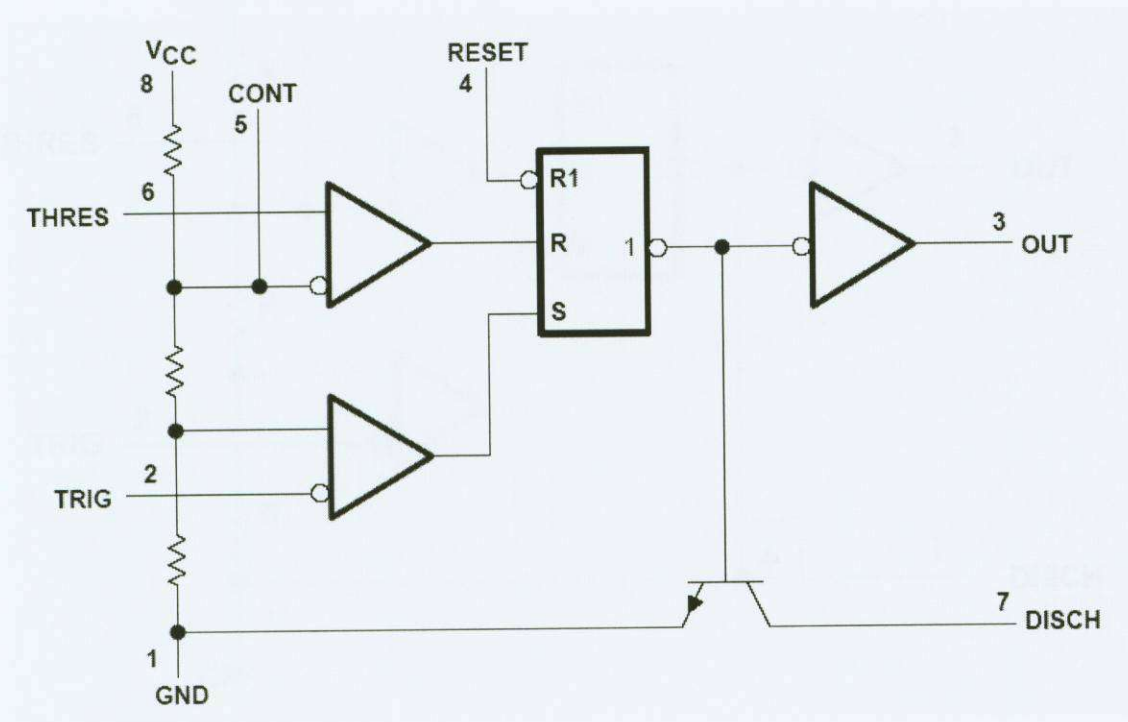 VCC
8
RESET
4
CONT
5
6
THRES
R1
R
1
S
3
OUT
2
TRIG
7
DISCH
1
GND